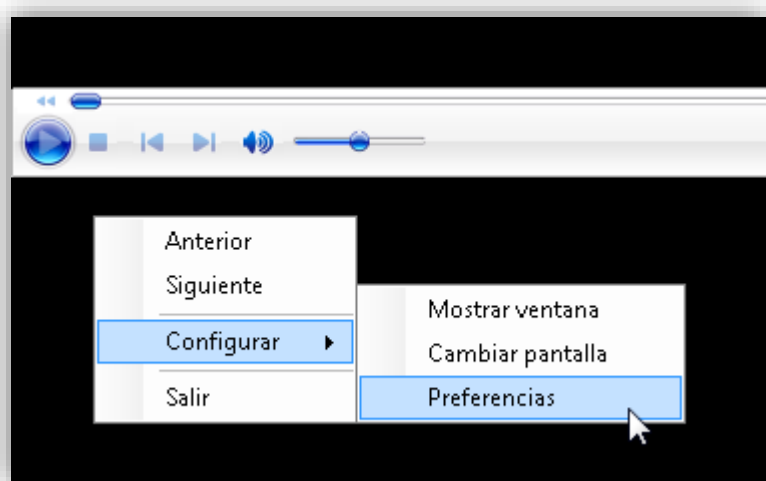 Anterior
Siguiente
Configurar
Salir
Mostrar ventana
Cambiar pantalla
Preferencias